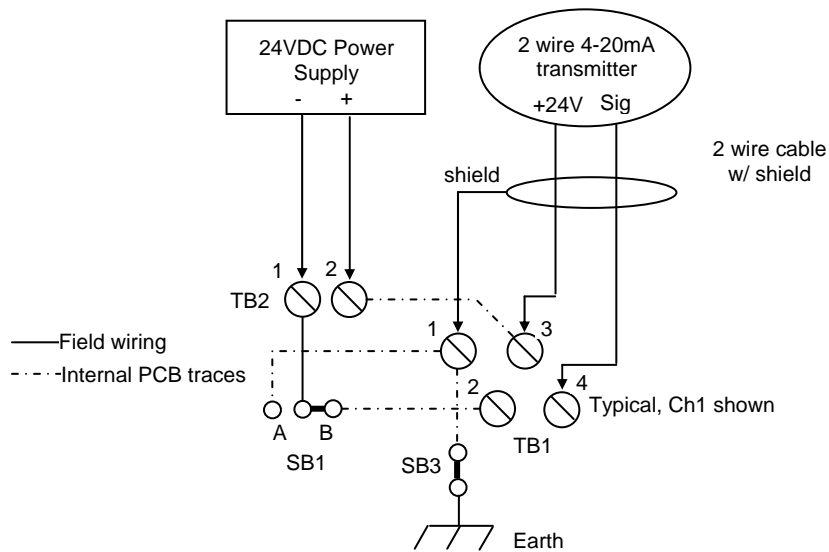 24VDC Power
Supply
- +
2 wire 4-20mA
transmitter
+24V Sig
2 wire cable
w/ shield
shield
1 2
TB2
1 3
Field wiring
Internal PCB traces
2 4
Typical, Ch1 shown
A B
TB1
SB1
SB3
Earth